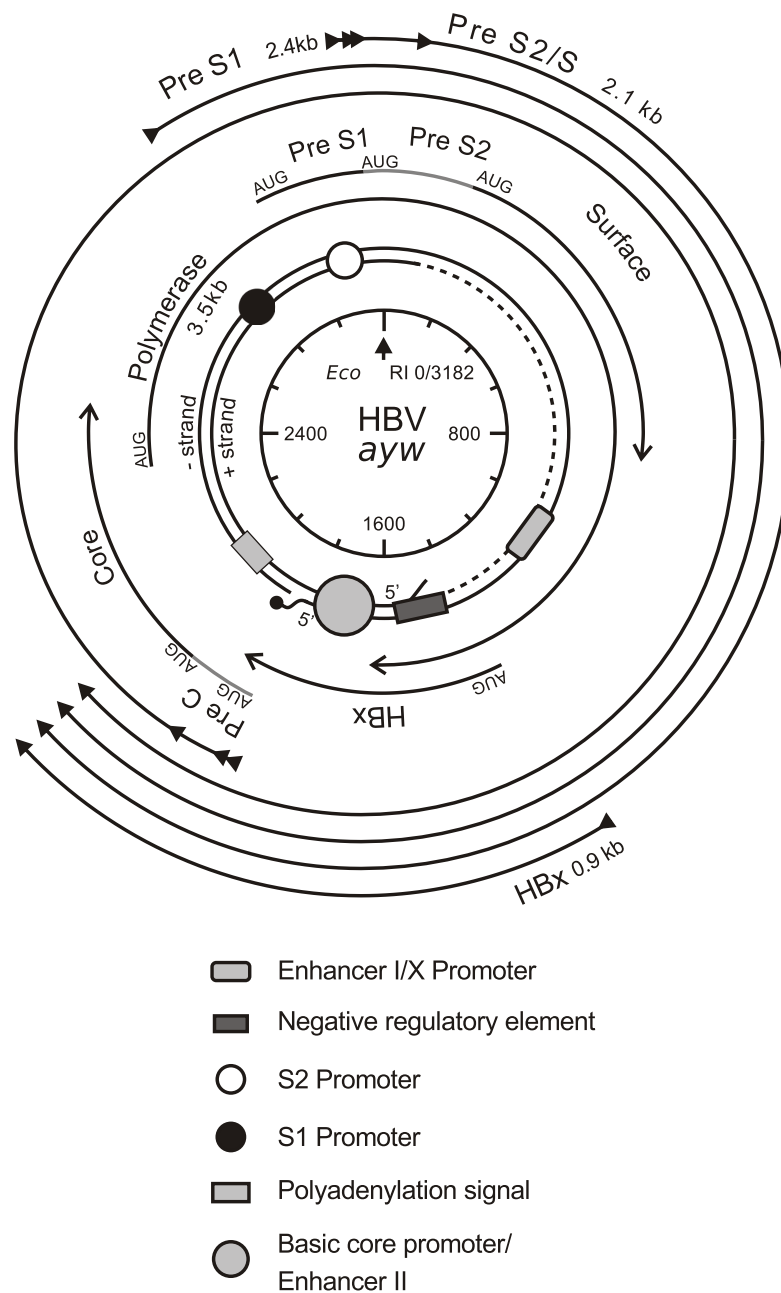 Pre S1 2.4kb
Pre S2/S 2.1 kb
Pre S1
Pre S2
AUG
AUG
AUG
Surface
Polymerase
3.5kb
AUG
- strand
+ strand
Eco RI 0/3182
HBV
ayw
2400
800
1600
5’
5’
Core
AUG
AUG
Pre C
AUG
HBx
HBx 0.9 kb
Enhancer I/X Promoter
Negative regulatory element
S2 Promoter
S1 Promoter
Polyadenylation signal
Basic core promoter/
Enhancer II